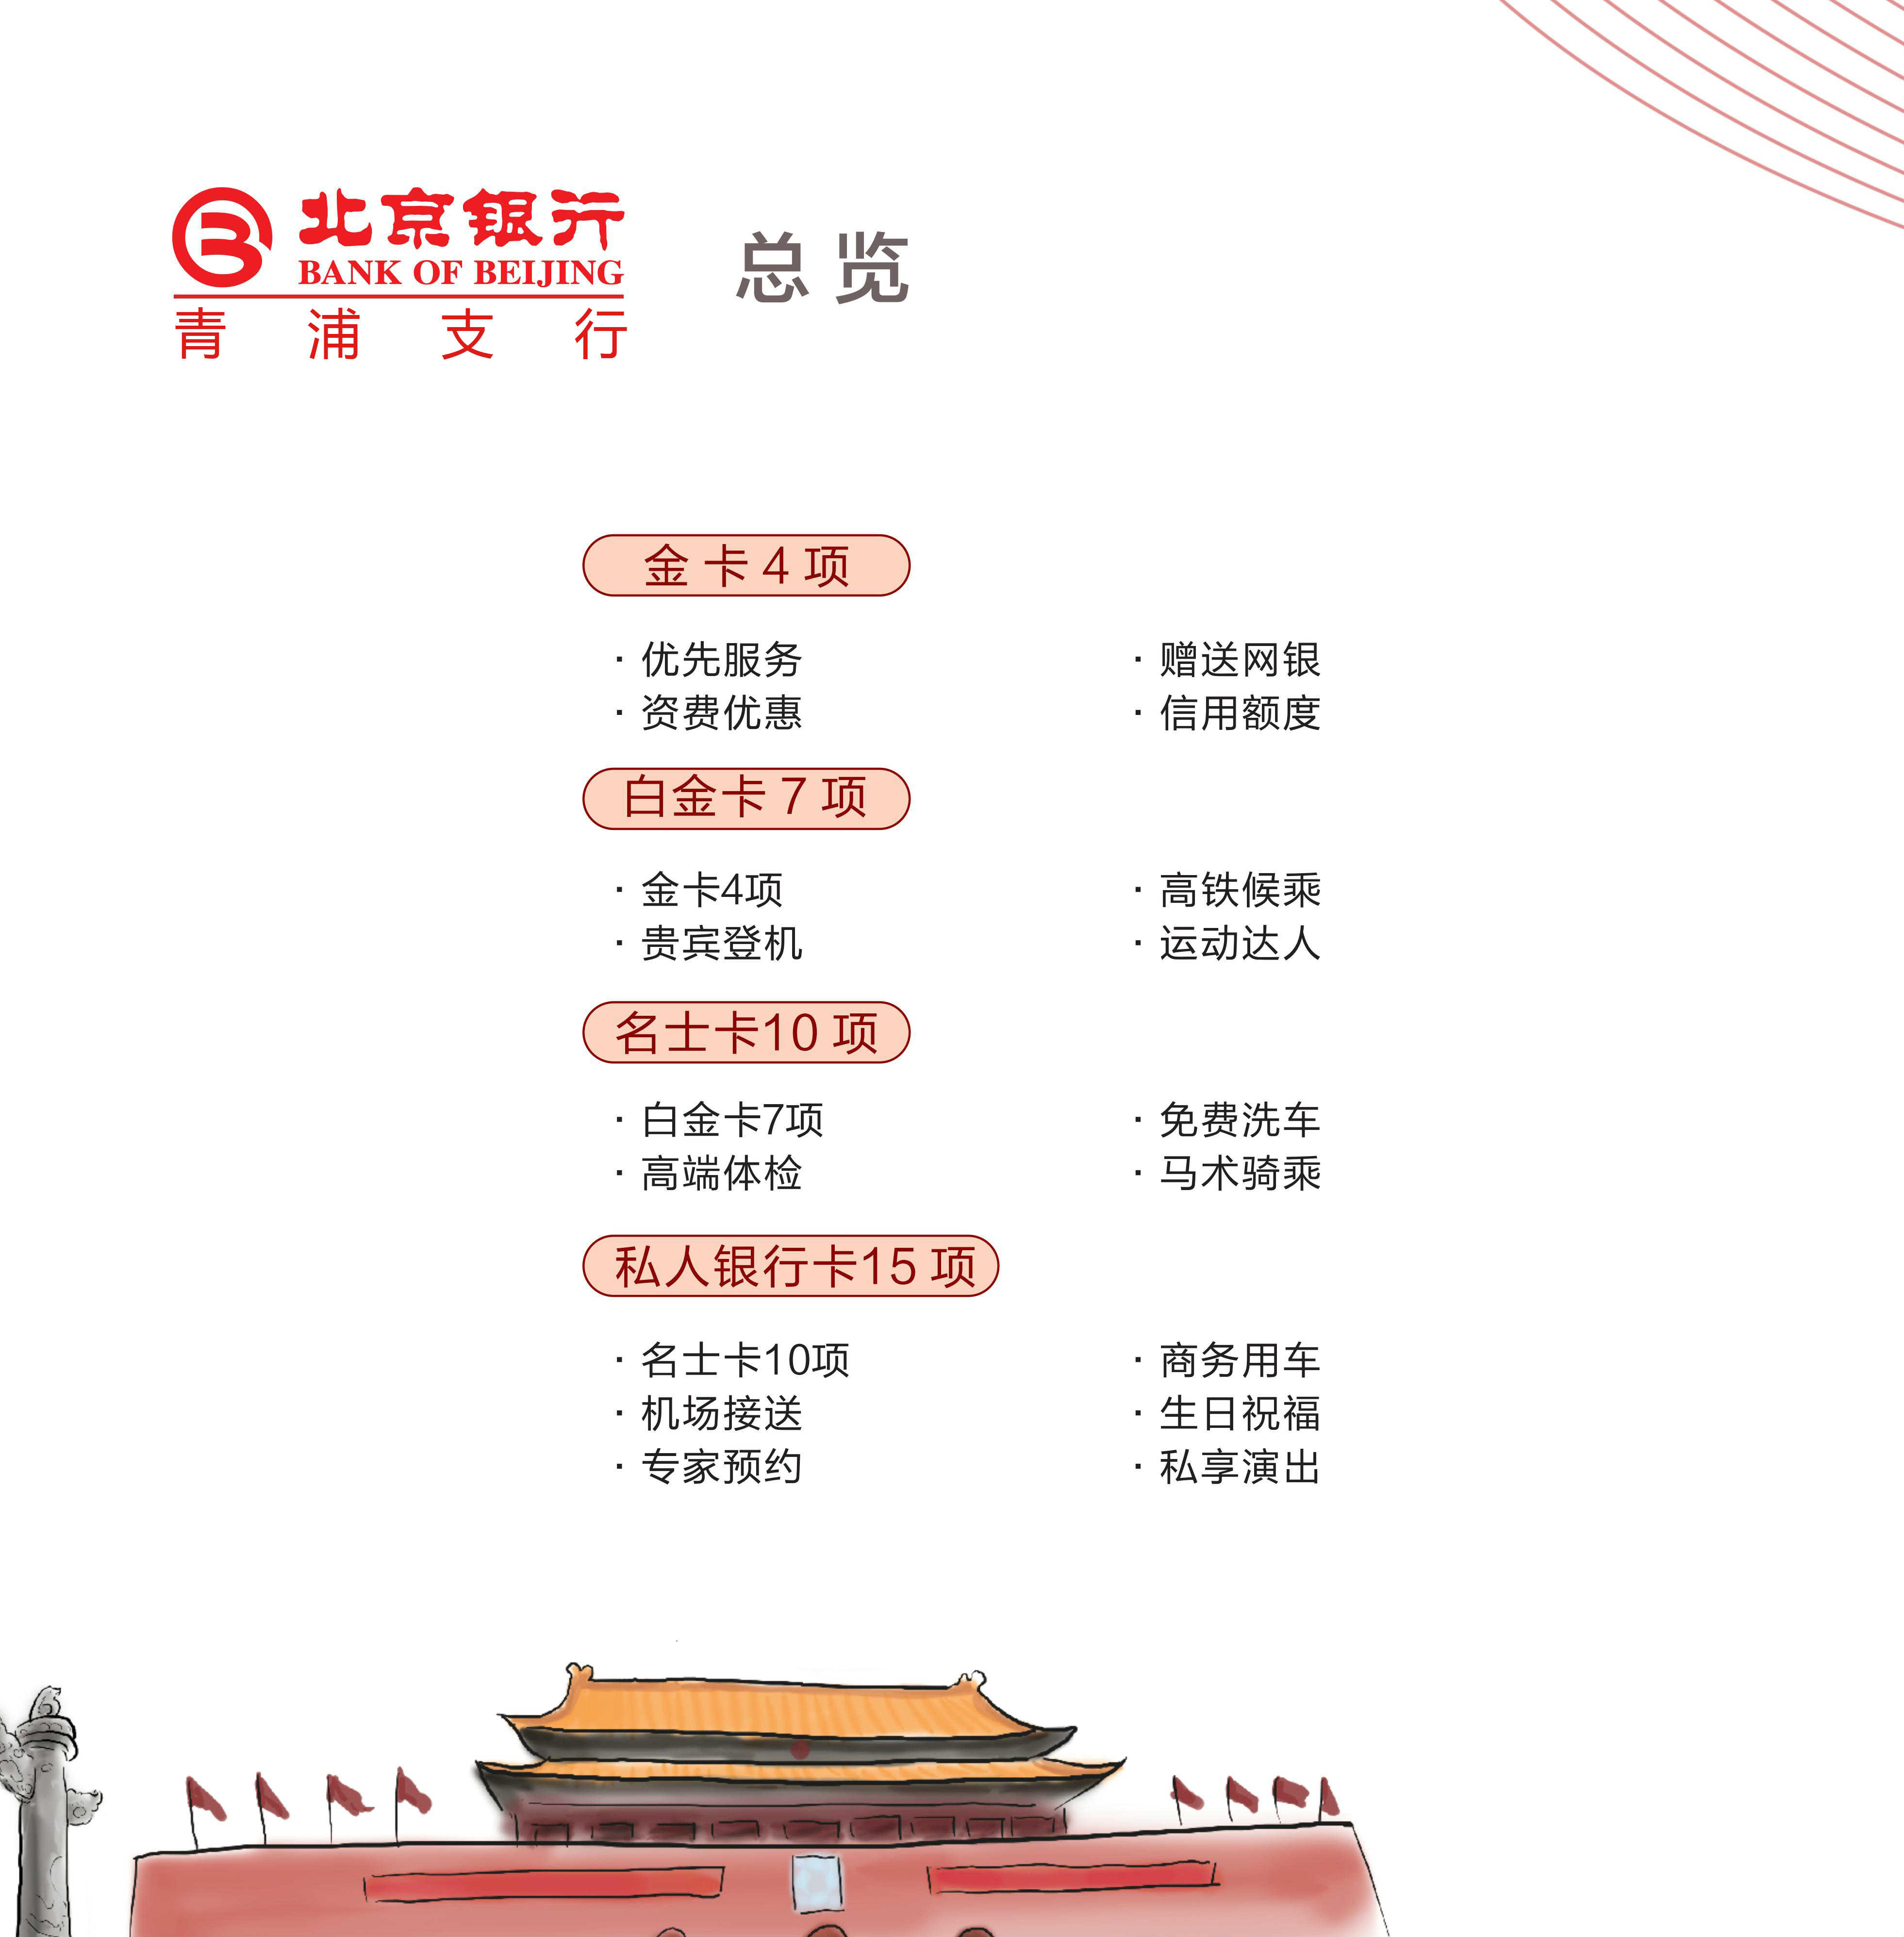 北京银行
BANK OF BEIJING
青浦支行
总览
金卡4项
· 优先服务
· 赠送网银
· 资费优惠
· 信用额度
白金卡7项
· 金卡4项
· 高铁候乘
· 贵宾登机
· 运动达人
名士卡10项
· 白金卡7项
· 免费洗车
· 高端体检
· 马术骑乘
私人银行卡15项
· 名士卡10项
· 商务用车
· 机场接送
· 生日祝福
· 专家预约
· 私享演出